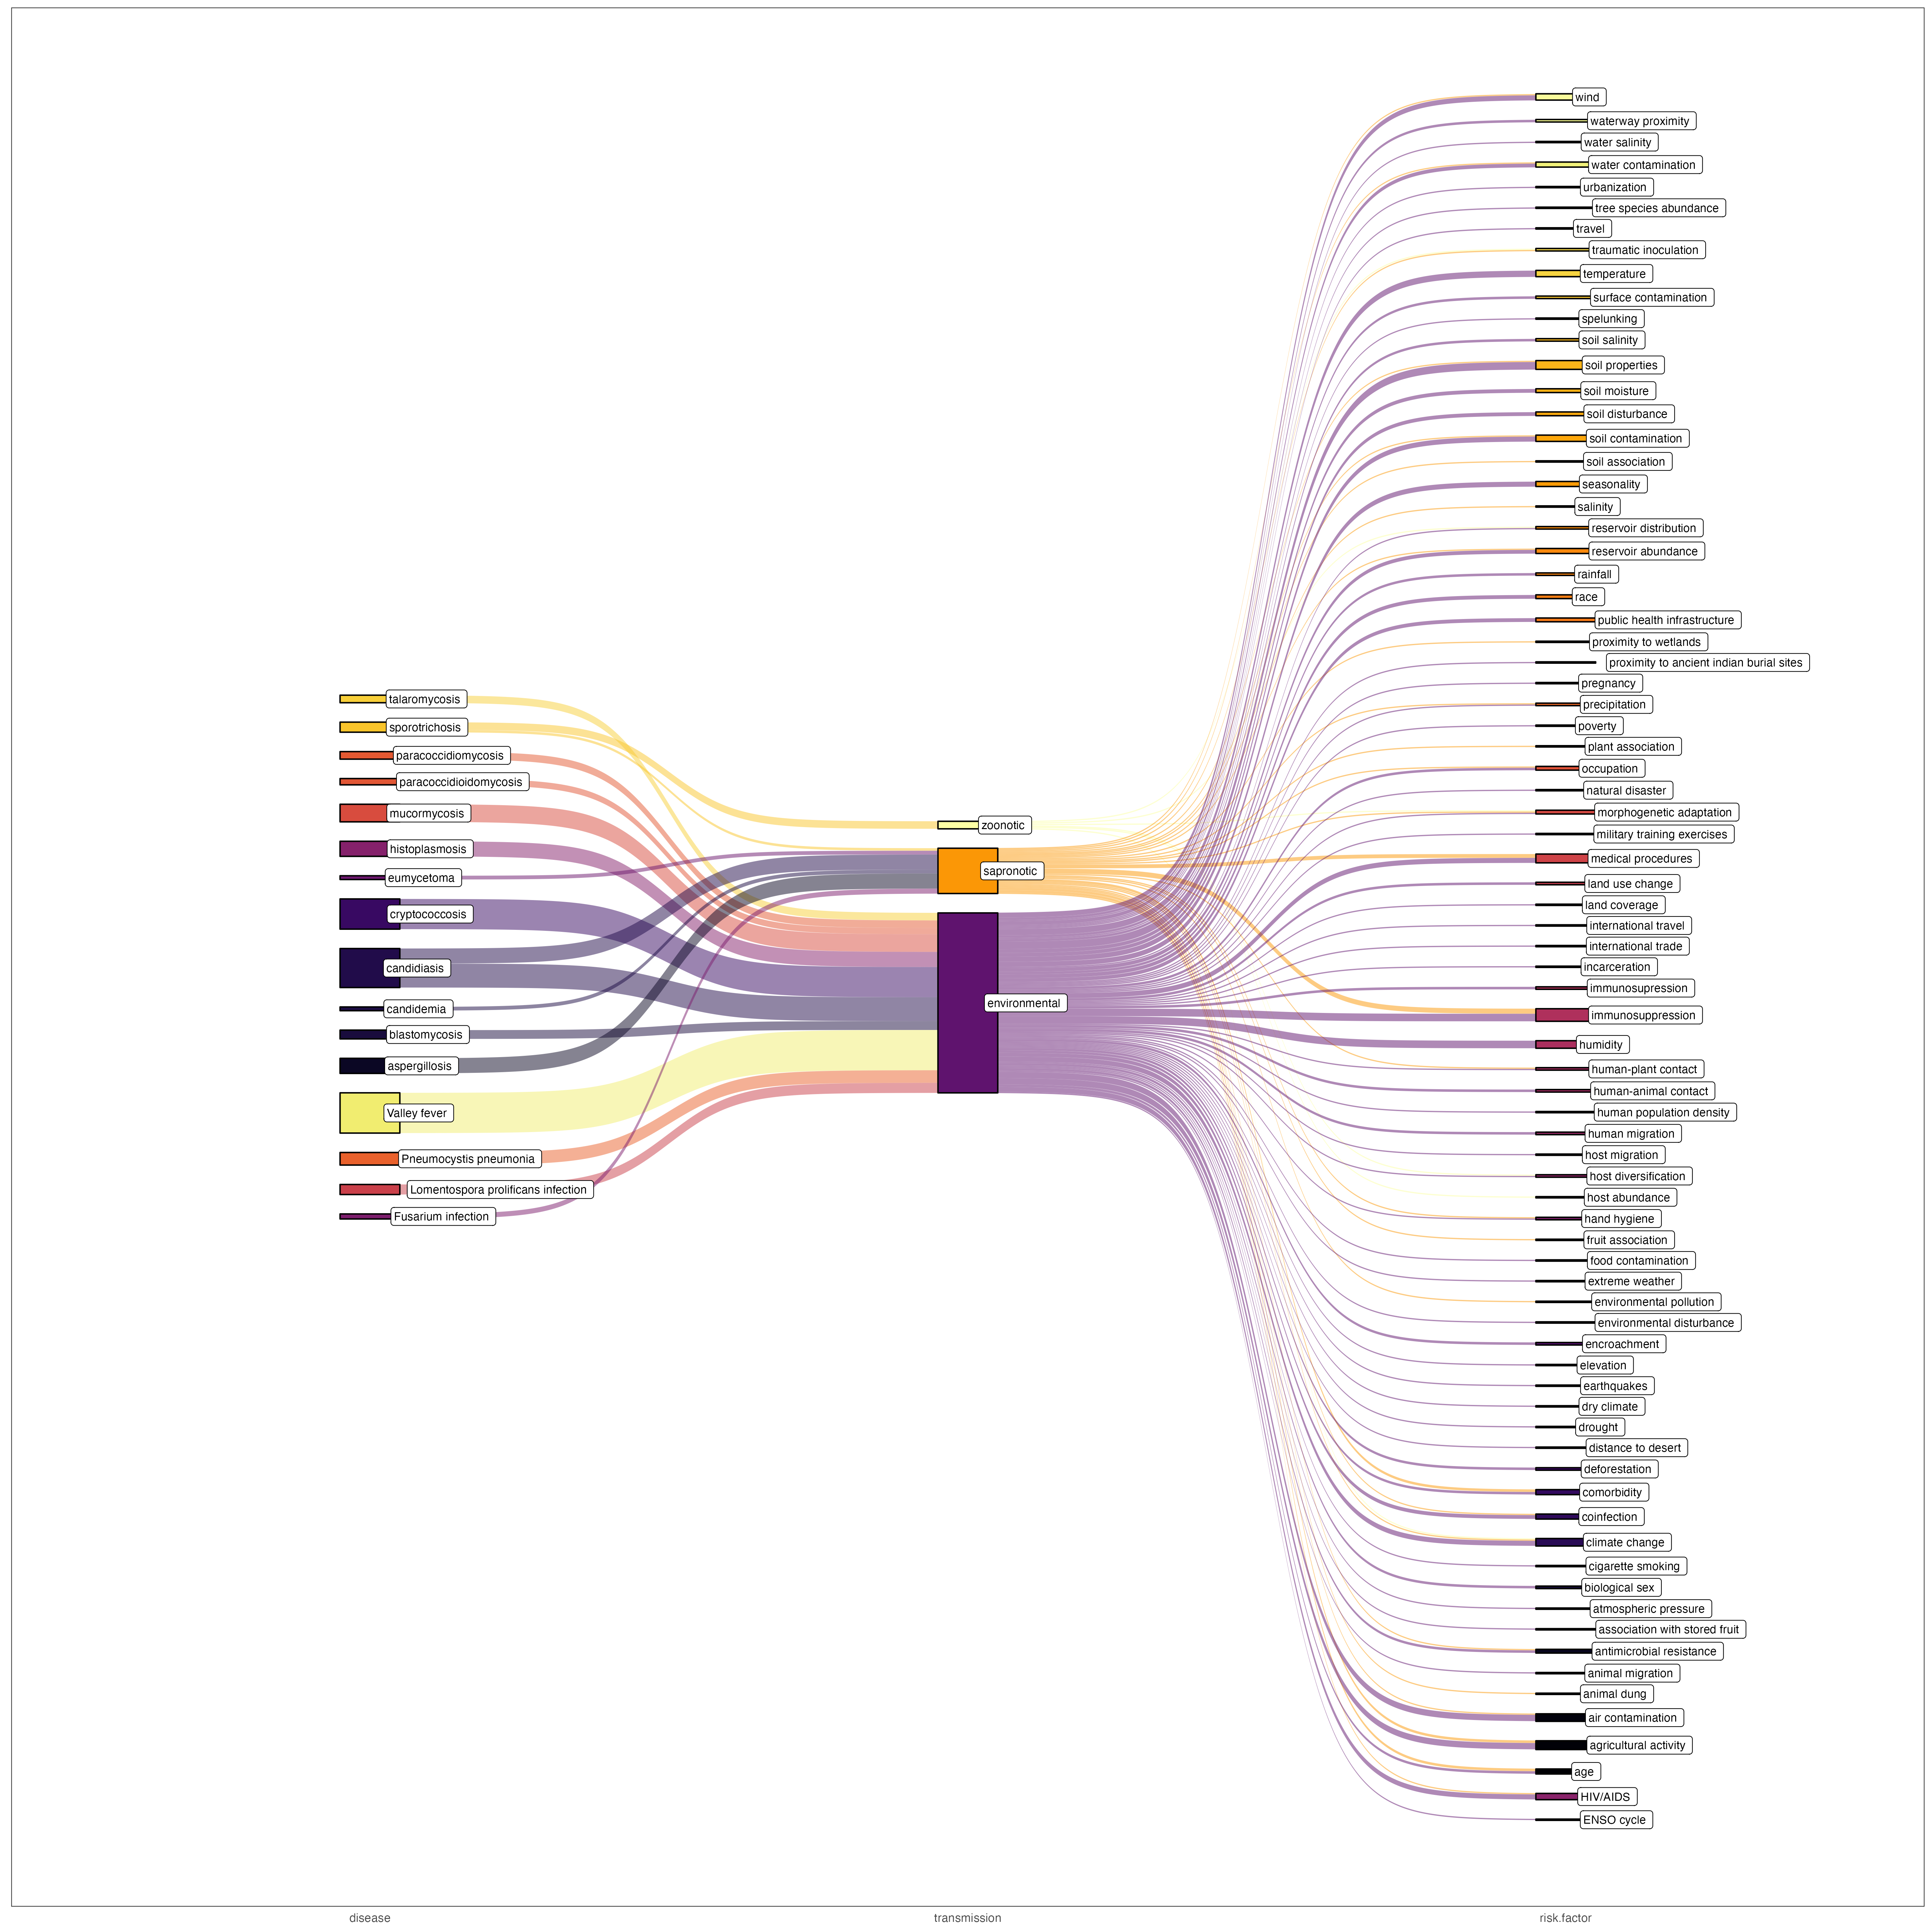 talaromycosis
sporotrichosis
paracoccidiomycosis
paracoccidioidomycosis
mucormycosis
histoplasmosis
eumycetoma
cryptococcosis
candidiasis
candidemia
blastomycosis
aspergillosis
Valley fever
Pneumocystis pneumonia
Lomentospora prolificans infection
Fusarium infection
zoonotic
sapronotic
environmental
wind
waterway proximity
water salinity
water contamination
urbanization
tree species abundance
travel
traumatic inoculation
temperature
surface contamination
spelunking
soil salinity
soil properties
soil moisture
soil disturbance
soil contamination
soil association
seasonality
salinity
reservoir distribution
reservoir abundance
rainfall
race
public health infrastructure
proximity to wetlands
proximity to ancient indian burial sites
pregnancy
precipitation
poverty
plant association
occupation
natural disaster
morphogenetic adaptation
military training exercises
medical procedures
land use change
land coverage
international travel
international trade
incarceration
immunosupression
immunosuppression
humidity
human-plant contact
human-animal contact
human population density
human migration
host migration
host diversification
host abundance
hand hygiene
fruit association
food contamination
extreme weather
environmental pollution
environmental disturbance
encroachment
elevation
earthquakes
dry climate
drought
distance to desert
deforestation
comorbidity
coinfection
climate change
cigarette smoking
biological sex
atmospheric pressure
association with stored fruit
antimicrobial resistance
animal migration
animal dung
air contamination
agricultural activity
age
HIV/AIDS
ENSO cycle
disease
transmission
risk.factor